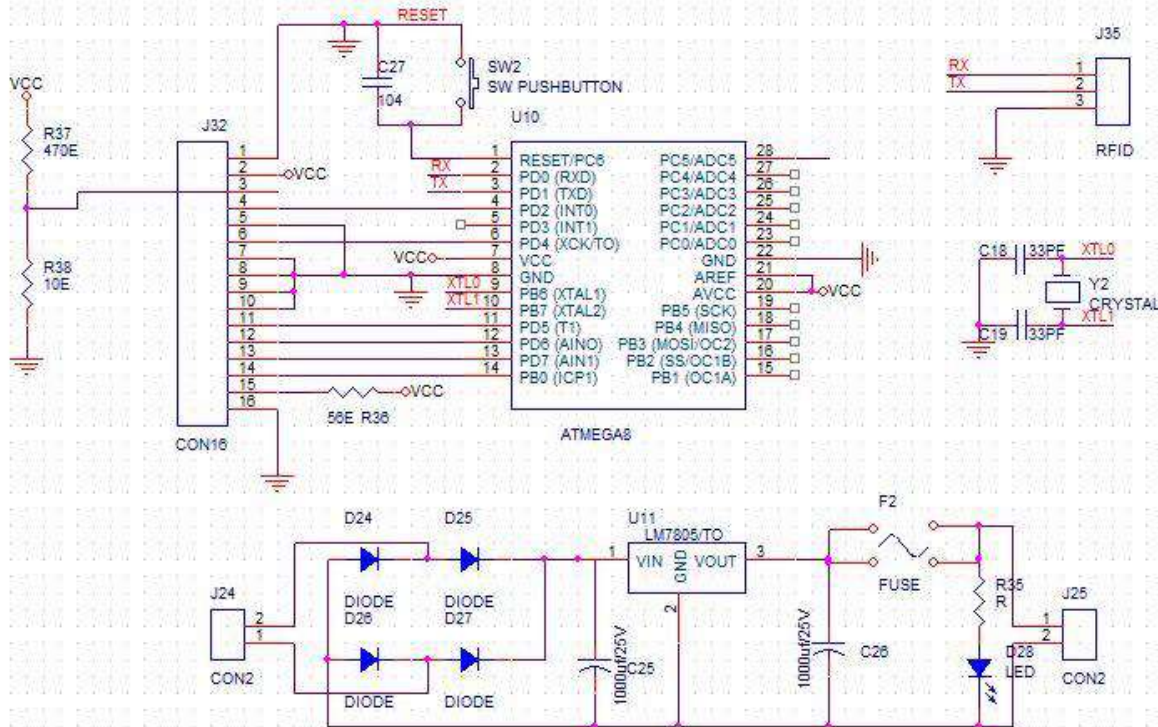 RESET
VCC
R37
470E
R38
10E
J32
1
2
3
4
5
6
7
8
9
10
11
12
13
14
15
16
CON16
VCC
C27
104
SW2
SW PUSHBUTTON
U10
RX
TX
VCC
XTL0
XTL1
1
2
3
4
5
6
7
8
9
10
11
12
13
14
RESET/PC6
PD0 (RXD)
PD1 (TXD)
PD2 (INT0)
PD3 (INT1)
PD4 (XCK/TO)
VCC
GND
PB6 (XTAL1)
PB7 (XTAL2)
PD5 (T1)
PD6 (AINO)
PD7 (AIN1)
PB0 (ICP1)
PC5/ADC5
PC4/ADC4
PC3/ADC3
PC2/ADC2
PC1/ADC1
PC0/ADC0
GND
AREF
AVCC
PB5 (SCK)
PB4 (MISO)
PB3 (MOSI/OC2)
PB2 (SS/OC1B)
PB1 (OC1A)
28
27
26
25
24
23
22
21
20
19
18
17
16
15
VCC
ATMEGA8
56E R36
VCC
J35
RX
TX
1
2
3
RFID
C18
33PF
XTL0
Y2
CRYSTAL
C19
33PF
XTL1
J24
2
1
CON2
D24
D25
DIODE
DIODE
D26
D27
DIODE
DIODE
1000uf/25V
C25
U11
LM7805/TO
1
VIN
GND
VOUT
3
2
1000uf/25V
C26
F2
FUSE
R35
R
D28
LED
J25
1
2
CON2